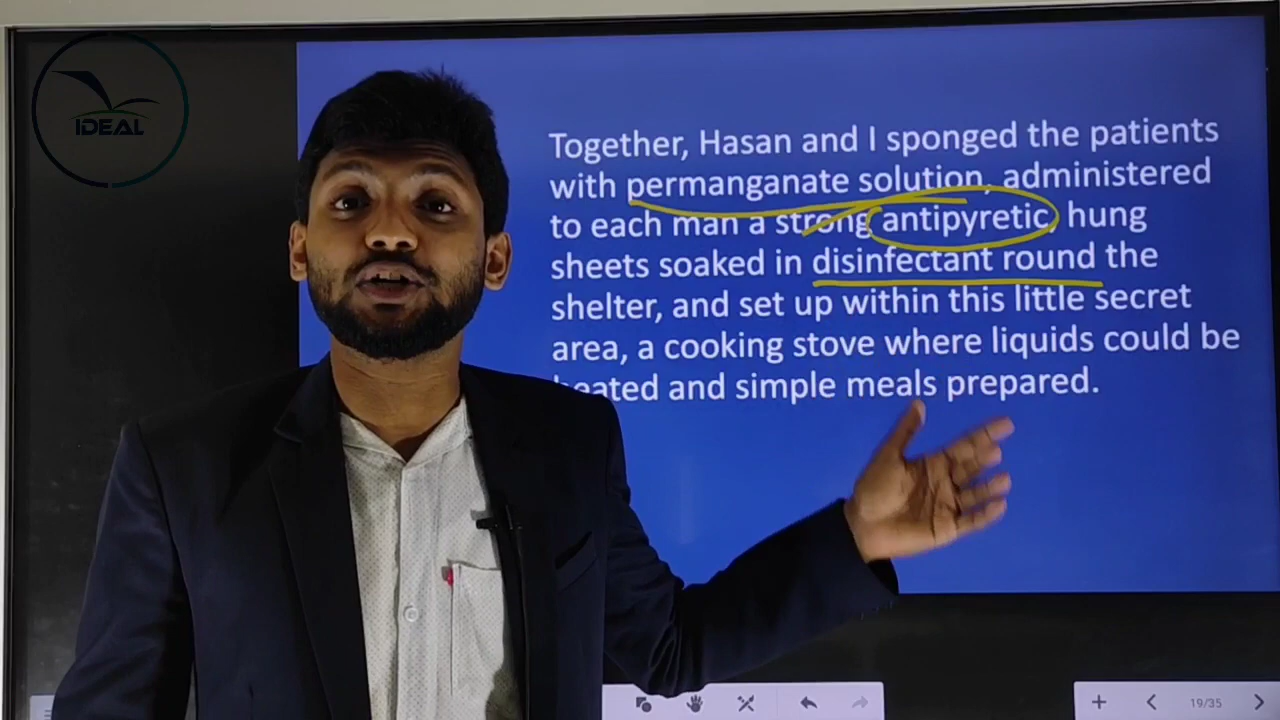 IDEAL
Together, Hasan and I sponged the patients
with permanganate solution, administered
to each man a strong antipyretic, hung
sheets soaked in disinfectant round the
shelter, and set up within this little secret
area, a cooking stove where liquids could be
heated and simple meals prepared.
19/35